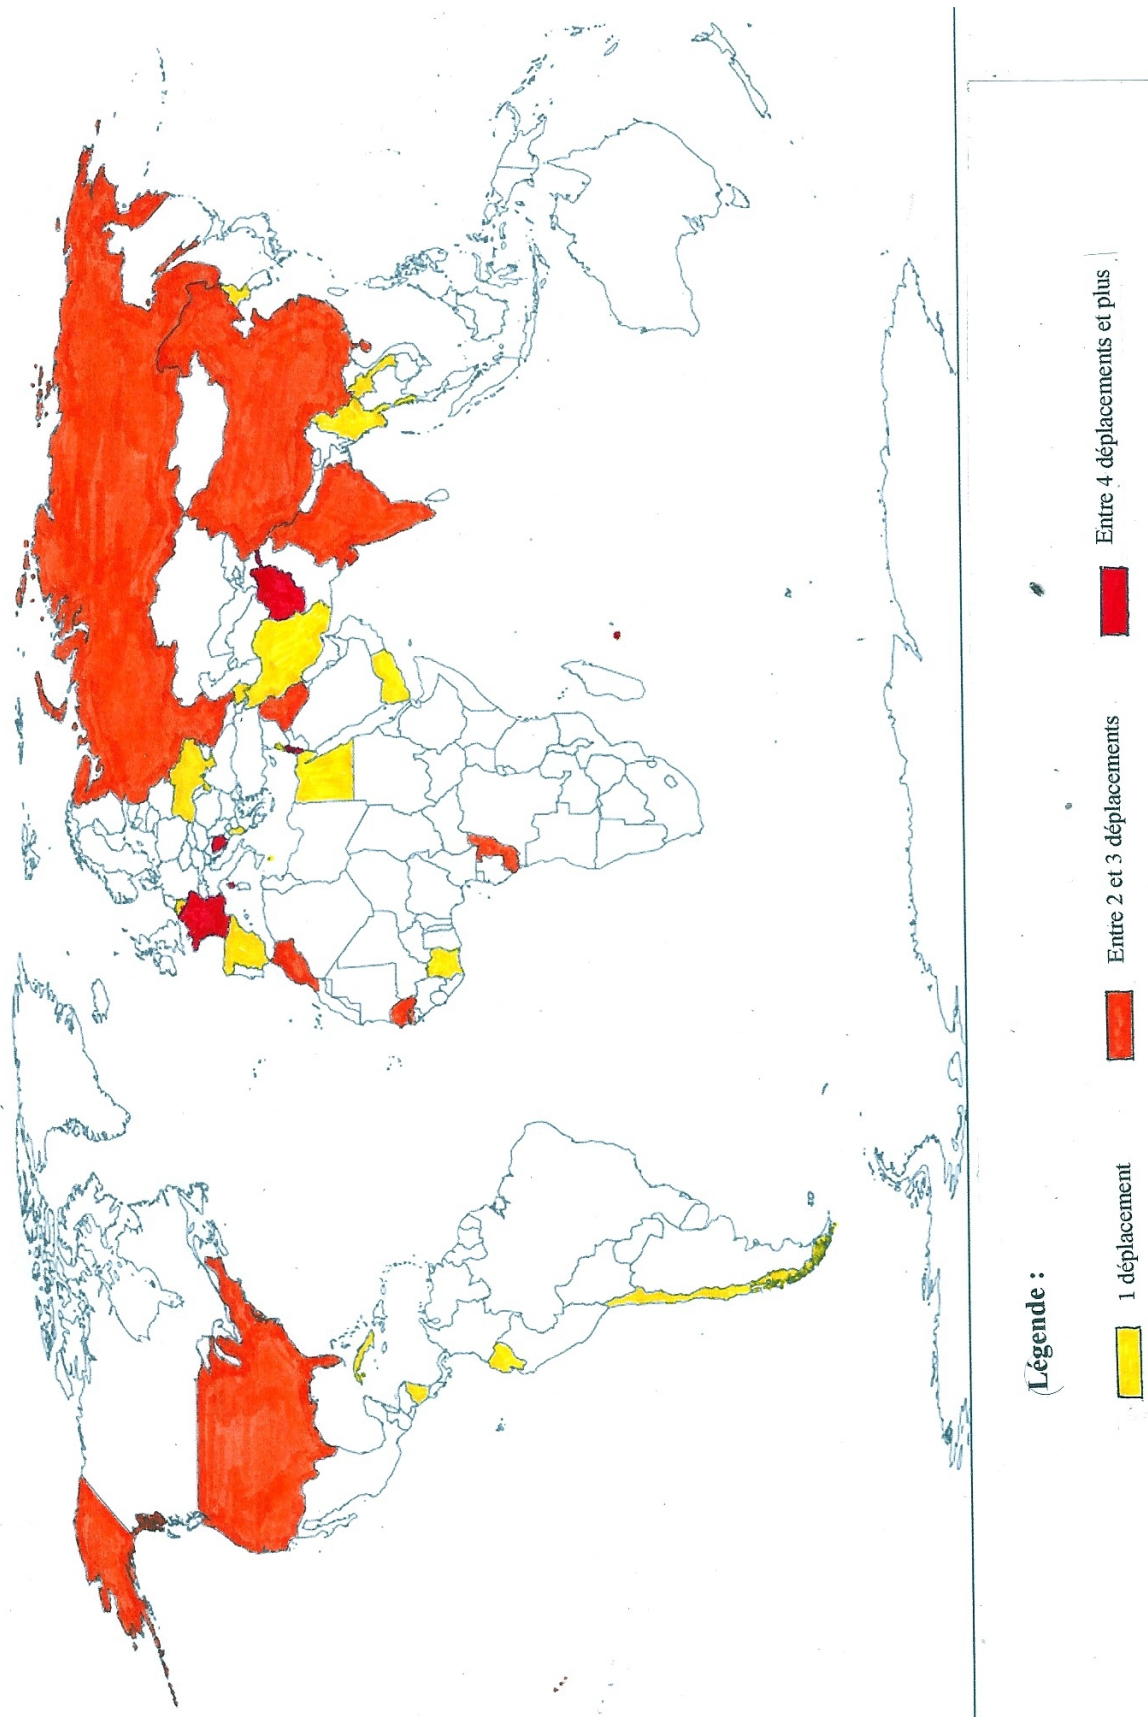 Légende :
1 déplacement
Entre 2 et 3 déplacements
Entre 4 déplacements et plus